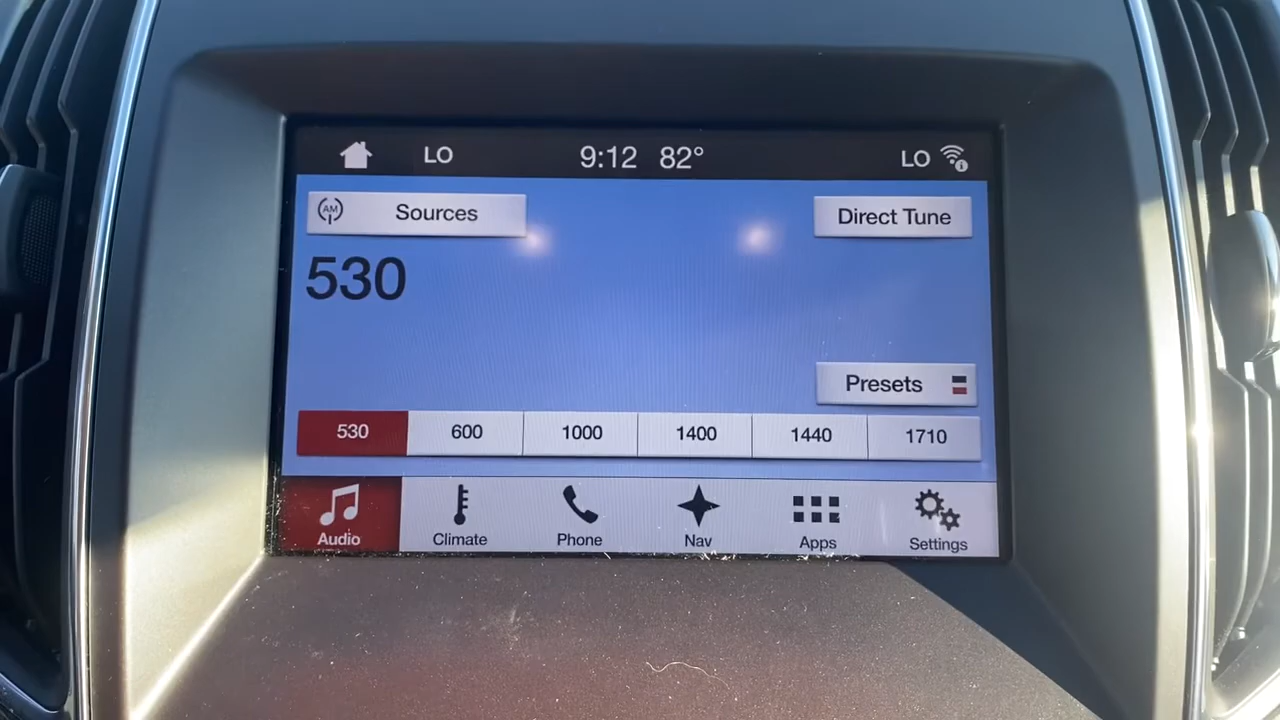 LO 9:12 82° LO
AM Sources Direct Tune
530
Presets
530 600 1000 1400 1440 1710
Audio Climate Phone Nav Apps Settings